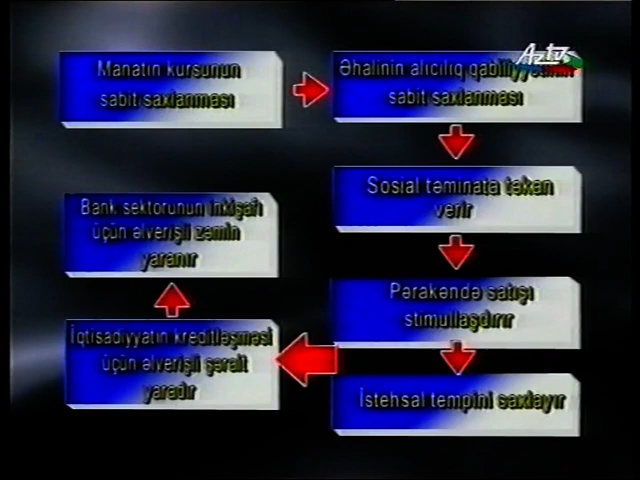 Manatın kursunun
sabit saxlanması
Əhalinin alıcılıq qabiliyyətinin
sabit saxlanması
Aztv
Sosial təminata təkan
verir
Pərakəndə satışı
stimullaşdırır
İstehsal tempini saxlayır
İqtisadiyyatın kreditləşməsi
üçün əlverişli şərait
yaradır
Bank sektorunun inkişafı
üçün əlverişli zəmin
yaranır